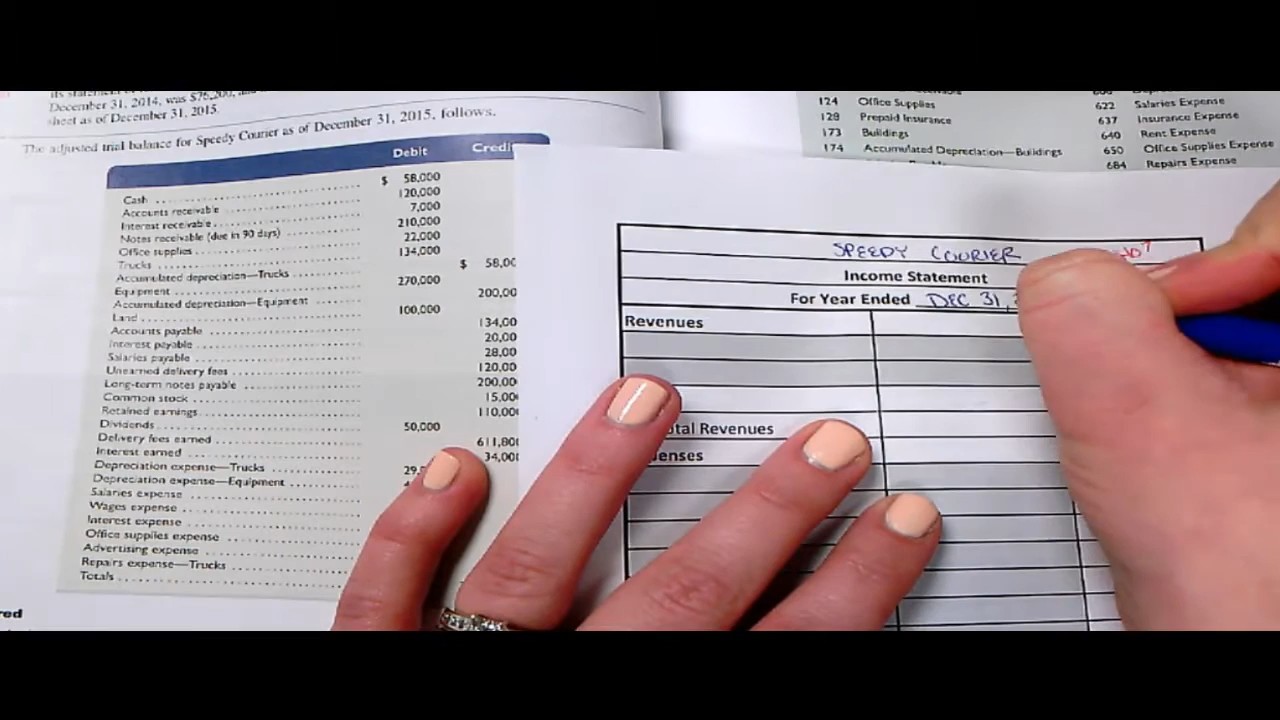 December 31, 2014, was $76,200,
sheet as of December 31, 2015.
The adjusted trial balance for Speedy Courier as of December 31, 2015, follows.
Debit Credi
Cash $ 58,000
Accounts receivable 120,000
Interest receivable 7,000
Notes receivable (due in 90 days) 210,000
Office supplies 22,000
Trucks 134,000
Accumulated depreciation—Trucks $ 58,00
Equipment 270,000
Accumulated depreciation—Equipment 200,00
Land 100,000
Accounts payable 134,00
Interest payable 20,00
Salaries payable 28,00
Unearned delivery fees 120,00
Long-term notes payable 200,00
Common stock 15,00
Retained earnings 110,00
Dividends 50,000
Delivery fees earned 611,80
Interest earned 34,00
Depreciation expense—Trucks 29,
Depreciation expense—Equipment
Salaries expense
Wages expense
Interest expense
Office supplies expense
Advertising expense
Repairs expense—Trucks
Totals
124 Office Supplies
128 Prepaid Insurance
173 Buildings
174 Accumulated Depreciation—Buildings
622 Salaries Expense
637 Insurance Expense
640 Rent Expense
650 Office Supplies Expense
684 Repairs Expense
SPEEDY COURIER
Income Statement
For Year Ended DEC 31,
Revenues
tal Revenues
enses